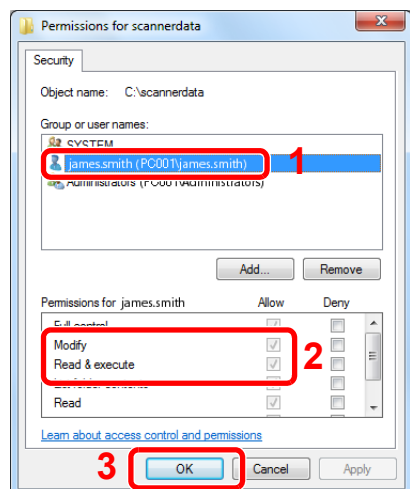 Permissions for scannerdata
x
Security
Object name: C:\scannerdata
Group or user names:
SYSTEM
james.smith (PC001\james.smith)
1
Administrators (PC001\Administrators)
Add... Remove
Permissions for james.smith Allow Deny
Full control
Modify
2
Read & execute
Read
Learn about access control and permissions
3
OK Cancel Apply